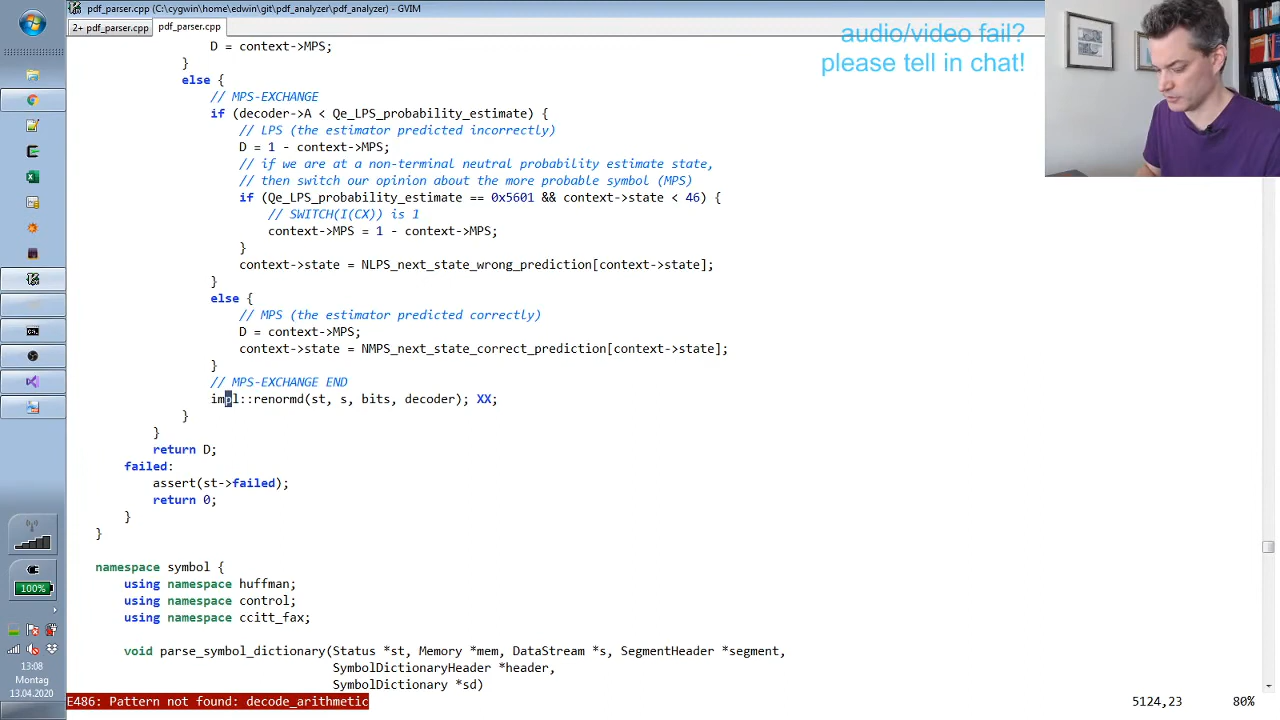 pdf_parser.cpp (C:\cygwin\home\edwin\git\pdf_analyzer\pdf_analyzer) - GVIM
2+ pdf_parser.cpp pdf_parser.cpp
audio/video fail?
please tell in chat!
D = context->MPS;
}
else {
// MPS-EXCHANGE
if (decoder->A < Qe_LPS_probability_estimate) {
// LPS (the estimator predicted incorrectly)
D = 1 - context->MPS;
// if we are at a non-terminal neutral probability estimate state,
// then switch our opinion about the more probable symbol (MPS)
if (Qe_LPS_probability_estimate == 0x5601 && context->state < 46) {
// SWITCH(I(CX)) is 1
context->MPS = 1 - context->MPS;
}
context->state = NLPS_next_state_wrong_prediction[context->state];
}
else {
// MPS (the estimator predicted correctly)
D = context->MPS;
context->state = NMPS_next_state_correct_prediction[context->state];
}
// MPS-EXCHANGE END
impl::renormd(st, s, bits, decoder); XX;
}
}
return D;
failed:
assert(st->failed);
return 0;
}
}
namespace symbol {
using namespace huffman;
using namespace control;
using namespace ccitt_fax;
void parse_symbol_dictionary(Status *st, Memory *mem, DataStream *s, SegmentHeader *segment,
SymbolDictionaryHeader *header,
SymbolDictionary *sd)
E486: Pattern not found: decode_arithmetic
5124,23 80%
100%
13:08
Montag
13.04.2020